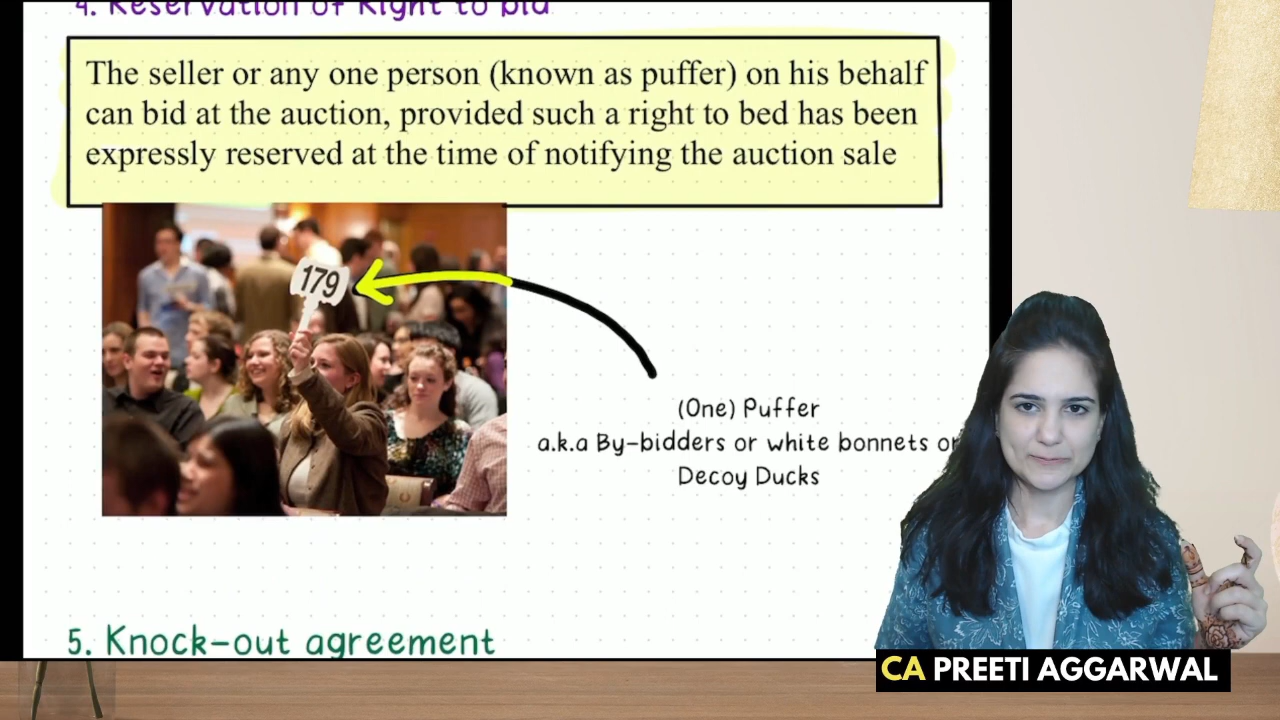 4. Reservation of Right to bid
The seller or any one person (known as puffer) on his behalf
can bid at the auction, provided such a right to bed has been
expressly reserved at the time of notifying the auction sale
179
(One) Puffer
a.k.a By-bidders or white bonnets or
Decoy Ducks
5. Knock-out agreement
CA PREETI AGGARWAL